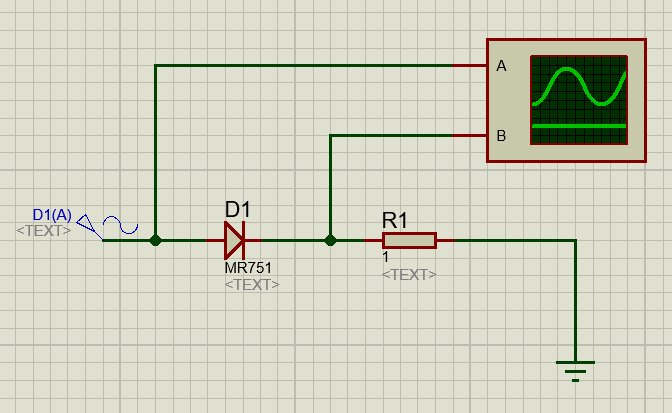 A
B
D1(A)
<TEXT>
D1
MR751
<TEXT>
R1
1
<TEXT>